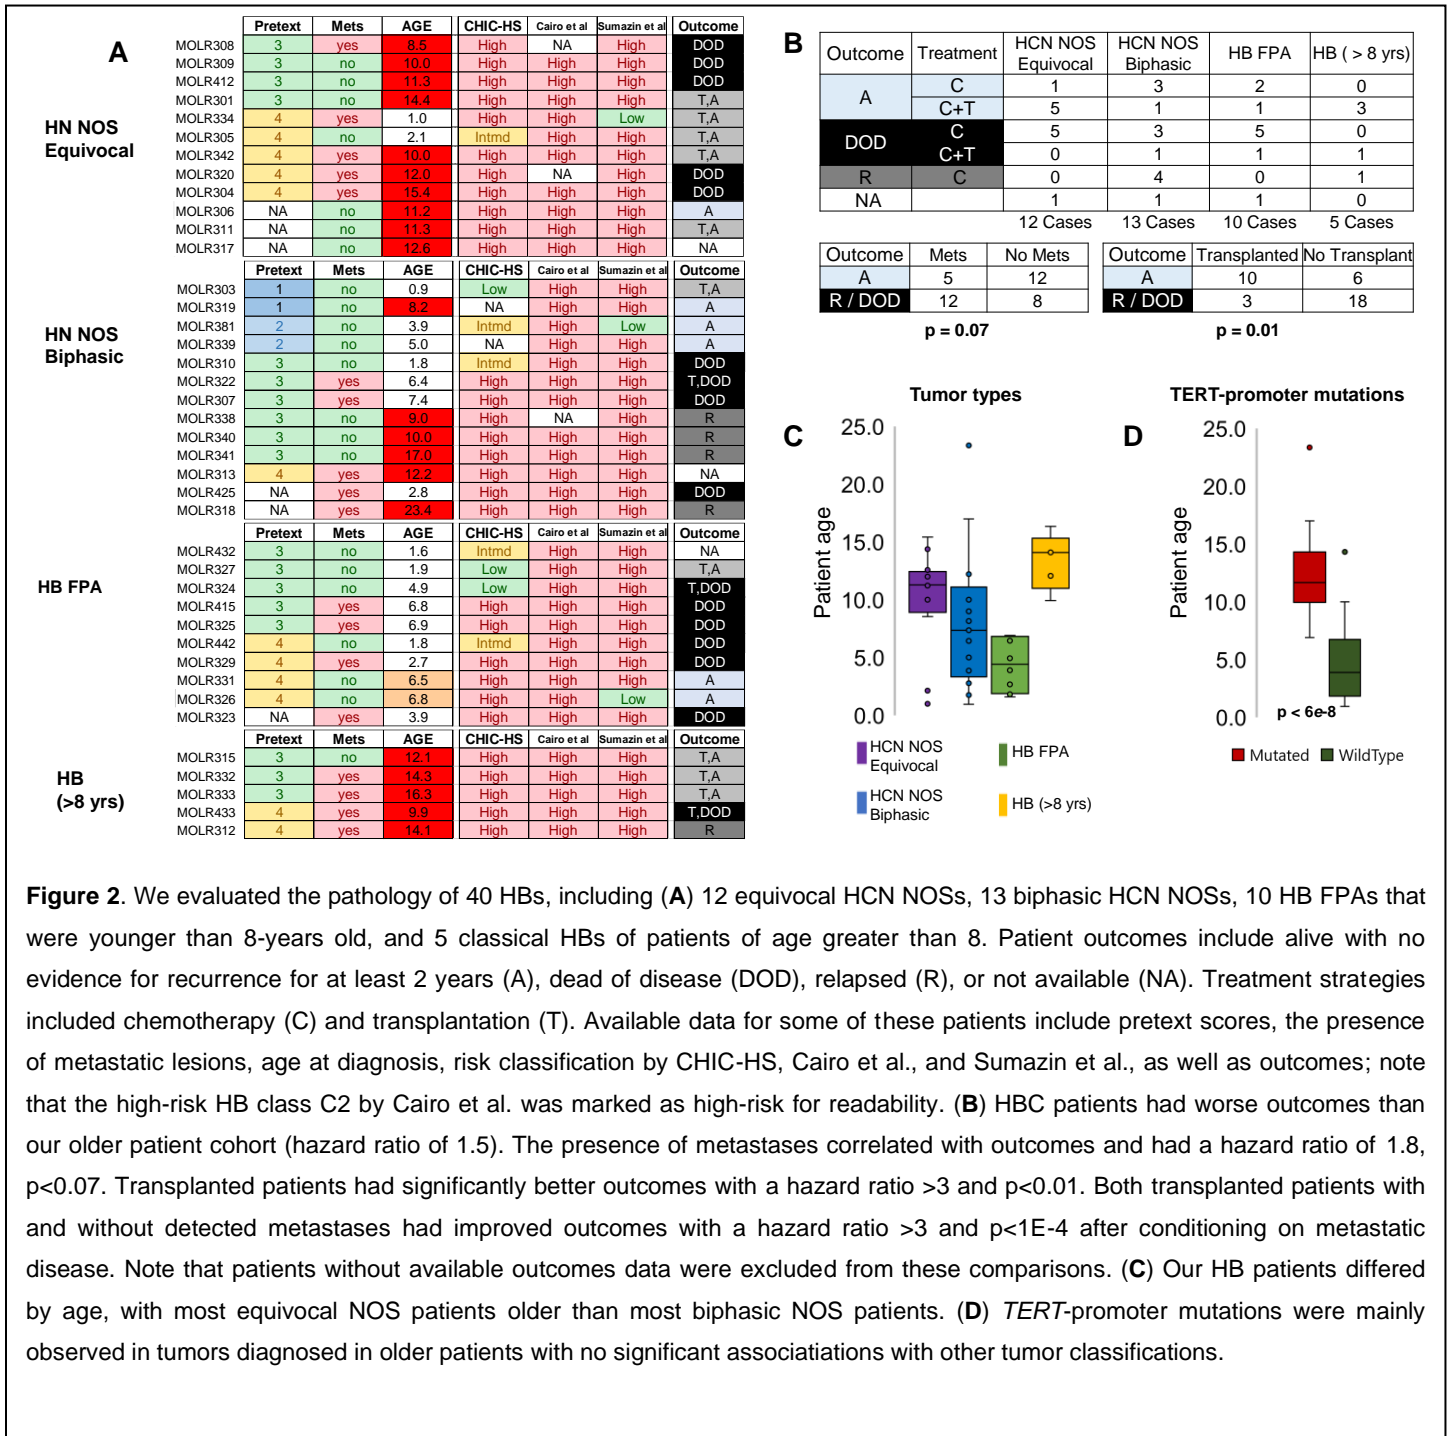 A
Pretext Mets AGE CHIC-HS Cairo et al Sumazin et al Outcome
HN NOS Equivocal
MOLR308 3 yes 8.5 High NA High DOD
MOLR309 3 no 10.0 High High High DOD
MOLR412 3 no 11.3 High High High DOD
MOLR301 3 no 14.4 High High High T,A
MOLR334 4 yes 1.0 High High Low T,A
MOLR305 4 no 2.1 Intmd High High T,A
MOLR342 4 yes 10.0 High High High T,A
MOLR320 4 yes 12.0 High NA High DOD
MOLR304 4 yes 15.4 High High High DOD
MOLR306 NA no 11.2 High High High A
MOLR311 NA no 11.3 High High High T,A
MOLR317 NA no 12.6 High High High NA
Pretext Mets AGE CHIC-HS Cairo et al Sumazin et al Outcome
HN NOS Biphasic
MOLR303 1 no 0.9 Low High High T,A
MOLR319 1 no 8.2 NA High High A
MOLR381 2 no 3.9 Intmd High Low A
MOLR339 2 no 5.0 NA High High A
MOLR310 3 no 1.8 Intmd High High DOD
MOLR322 3 yes 6.4 High High High T,DOD
MOLR307 3 yes 7.4 High High High DOD
MOLR338 3 no 9.0 High NA High R
MOLR340 3 no 10.0 High High High R
MOLR341 3 no 17.0 High High High R
MOLR313 4 yes 12.2 High High High NA
MOLR425 NA yes 2.8 High High High DOD
MOLR318 NA yes 23.4 High High High R
Pretext Mets AGE CHIC-HS Cairo et al Sumazin et al Outcome
HB FPA
MOLR432 3 no 1.6 Intmd High High NA
MOLR327 3 no 1.9 Low High High T,A
MOLR324 3 no 4.9 Low High High T,DOD
MOLR415 3 yes 6.8 High High High DOD
MOLR325 3 yes 6.9 High High High DOD
MOLR442 4 no 1.8 Intmd High High DOD
MOLR329 4 yes 2.7 High High High DOD
MOLR331 4 no 6.5 High High High A
MOLR326 4 no 6.8 High High Low A
MOLR323 NA yes 3.9 High High High DOD
Pretext Mets AGE CHIC-HS Cairo et al Sumazin et al Outcome
HB (>8 yrs)
MOLR315 3 no 12.1 High High High T,A
MOLR332 3 yes 14.3 High High High T,A
MOLR333 3 yes 16.3 High High High T,A
MOLR433 4 yes 9.9 High High High T,DOD
MOLR312 4 yes 14.1 High High High R
B
Outcome Treatment HCN NOS Equivocal HCN NOS Biphasic HB FPA HB ( > 8 yrs)
A C 1 3 2 0
C+T 5 1 1 3
DOD C 5 3 5 0
C+T 0 1 1 1
R C 0 4 0 1
NA 1 1 1 0
12 Cases 13 Cases 10 Cases 5 Cases
Outcome Mets No Mets
A 5 12
R / DOD 12 8
p = 0.07
Outcome Transplanted No Transplant
A 10 6
R / DOD 3 18
p = 0.01
C
Tumor types
Patient age
25.0
20.0
15.0
10.0
5.0
0.0
HCN NOS Equivocal
HB FPA
HCN NOS Biphasic
HB (>8 yrs)
D
TERT-promoter mutations
Patient age
25.0
20.0
15.0
10.0
5.0
0.0
p < 6e-8
Mutated WildType
Figure 2. We evaluated the pathology of 40 HBs, including (A) 12 equivocal HCN NOSs, 13 biphasic HCN NOSs, 10 HB FPAs that
were younger than 8-years old, and 5 classical HBs of patients of age greater than 8. Patient outcomes include alive with no
evidence for recurrence for at least 2 years (A), dead of disease (DOD), relapsed (R), or not available (NA). Treatment strategies
included chemotherapy (C) and transplantation (T). Available data for some of these patients include pretext scores, the presence
of metastatic lesions, age at diagnosis, risk classification by CHIC-HS, Cairo et al., and Sumazin et al., as well as outcomes; note
that the high-risk HB class C2 by Cairo et al. was marked as high-risk for readability. (B) HBC patients had worse outcomes than
our older patient cohort (hazard ratio of 1.5). The presence of metastases correlated with outcomes and had a hazard ratio of 1.8,
p<0.07. Transplanted patients had significantly better outcomes with a hazard ratio >3 and p<0.01. Both transplanted patients with
and without detected metastases had improved outcomes with a hazard ratio >3 and p<1E-4 after conditioning on metastatic
disease. Note that patients without available outcomes data were excluded from these comparisons. (C) Our HB patients differed
by age, with most equivocal NOS patients older than most biphasic NOS patients. (D) TERT-promoter mutations were mainly
observed in tumors diagnosed in older patients with no significant associatiations with other tumor classifications.